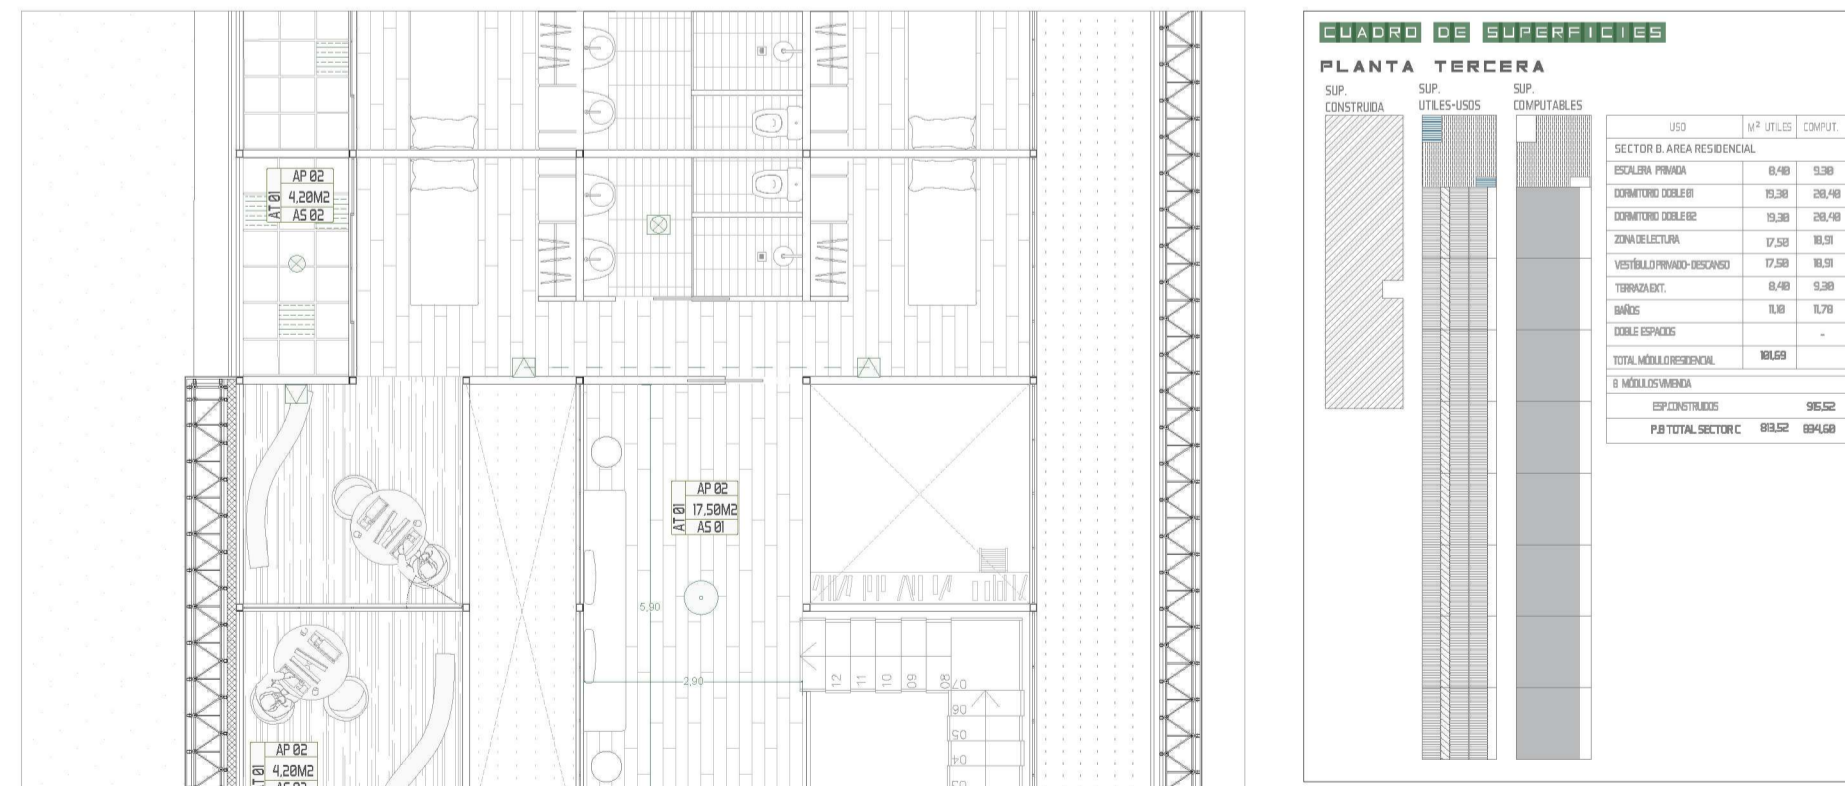 AP 02
AT 01
4,20M2
AS 02
AP 02
AT 01
17,50M2
AS 01
5,90
2,90
12
11
10
09
08
07
06
05
04
03
AP 02
AT 01
4,20M2
AS 02
CUADRO DE SUPERFICIES
PLANTA TERCERA
SUP.
CONSTRUIDA
SUP.
UTILES-USOS
SUP.
COMPUTABLES
USO M² UTILES COMPUT.
SECTOR B. AREA RESIDENCIAL
ESCALERA PRIVADA 8,40 9.30
DORMITORIO DOBLE 01 19,30 20,40
DORMITORIO DOBLE 02 19,30 20,40
ZONA DE LECTURA 17,50 18,91
VESTÍBULO PRIVADO- DESCANSO 17,50 18,91
TERRAZA EXT. 8,40 9,30
BAÑOS 11,10 11,78
DOBLE ESPACIOS -
TOTAL MÓDULO RESIDENCIAL 101,69
8 MÓDULOS VIVIENDA
ESP.CONSTRUIDOS 915,52
P.B TOTAL SECTOR C 813,52 894,60